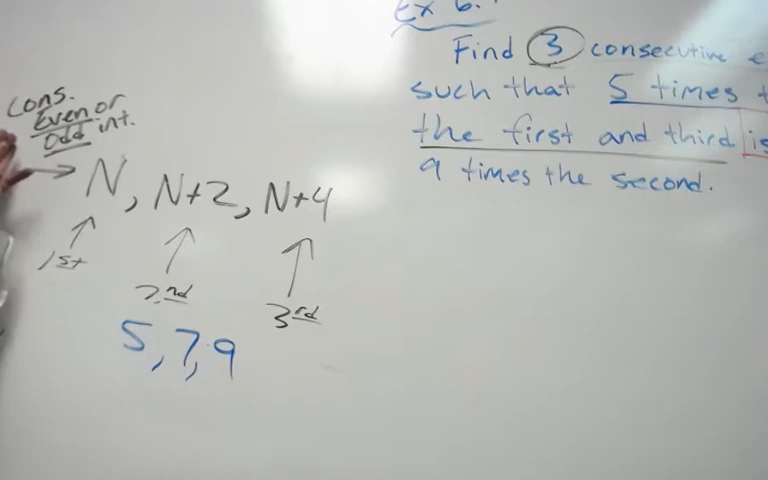 Ex 6.
Find 3 consecutive e
such that 5 times t
the first and third is
9 times the second.
Cons.
Even or
Odd int.
N, N+2, N+4
1st
2nd
3rd
5, 7, 9